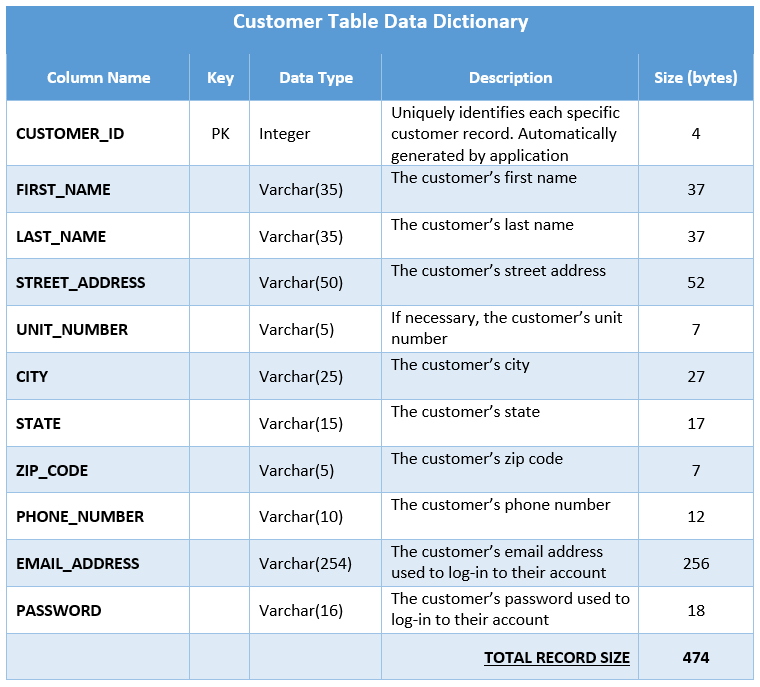 Customer Table Data Dictionary
Column Name Key Data Type Description Size (bytes)
CUSTOMER_ID PK Integer Uniquely identifies each specific
customer record. Automatically
generated by application 4
FIRST_NAME Varchar(35) The customer’s first name 37
LAST_NAME Varchar(35) The customer’s last name 37
STREET_ADDRESS Varchar(50) The customer’s street address 52
UNIT_NUMBER Varchar(5) If necessary, the customer’s unit
number 7
CITY Varchar(25) The customer’s city 27
STATE Varchar(15) The customer’s state 17
ZIP_CODE Varchar(5) The customer’s zip code 7
PHONE_NUMBER Varchar(10) The customer’s phone number 12
EMAIL_ADDRESS Varchar(254) The customer’s email address
used to log-in to their account 256
PASSWORD Varchar(16) The customer’s password used to
log-in to their account 18
TOTAL RECORD SIZE 474